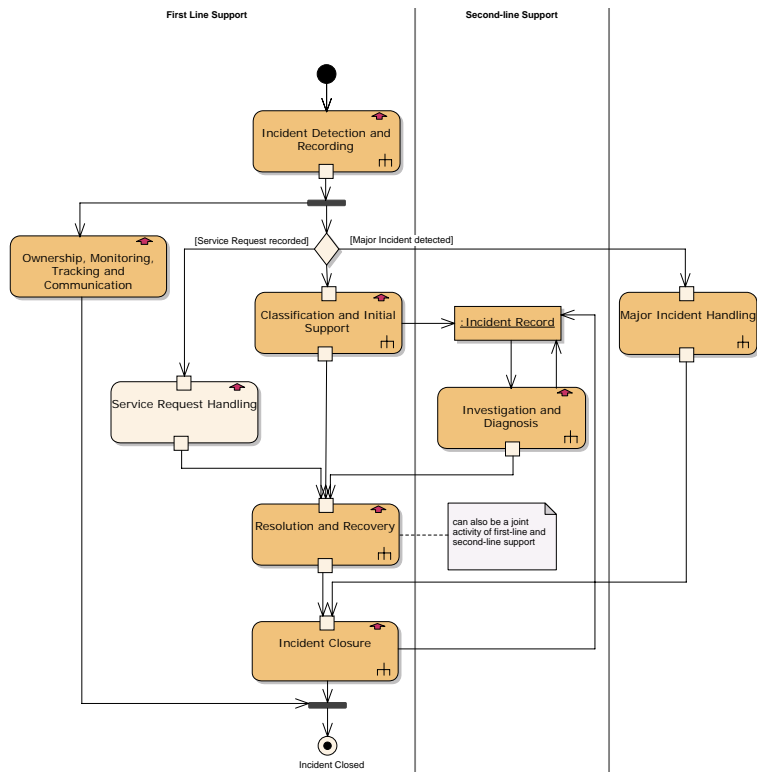 First Line Support
Second-line Support
Incident Detection and
Recording
[Service Request recorded]
[Major Incident detected]
Ownership, Monitoring,
Tracking and
Communication
Classification and Initial
Support
: Incident Record
Major Incident Handling
Service Request Handling
Investigation and
Diagnosis
Resolution and Recovery
can also be a joint
activity of first-line and
second-line support
Incident Closure
Incident Closed